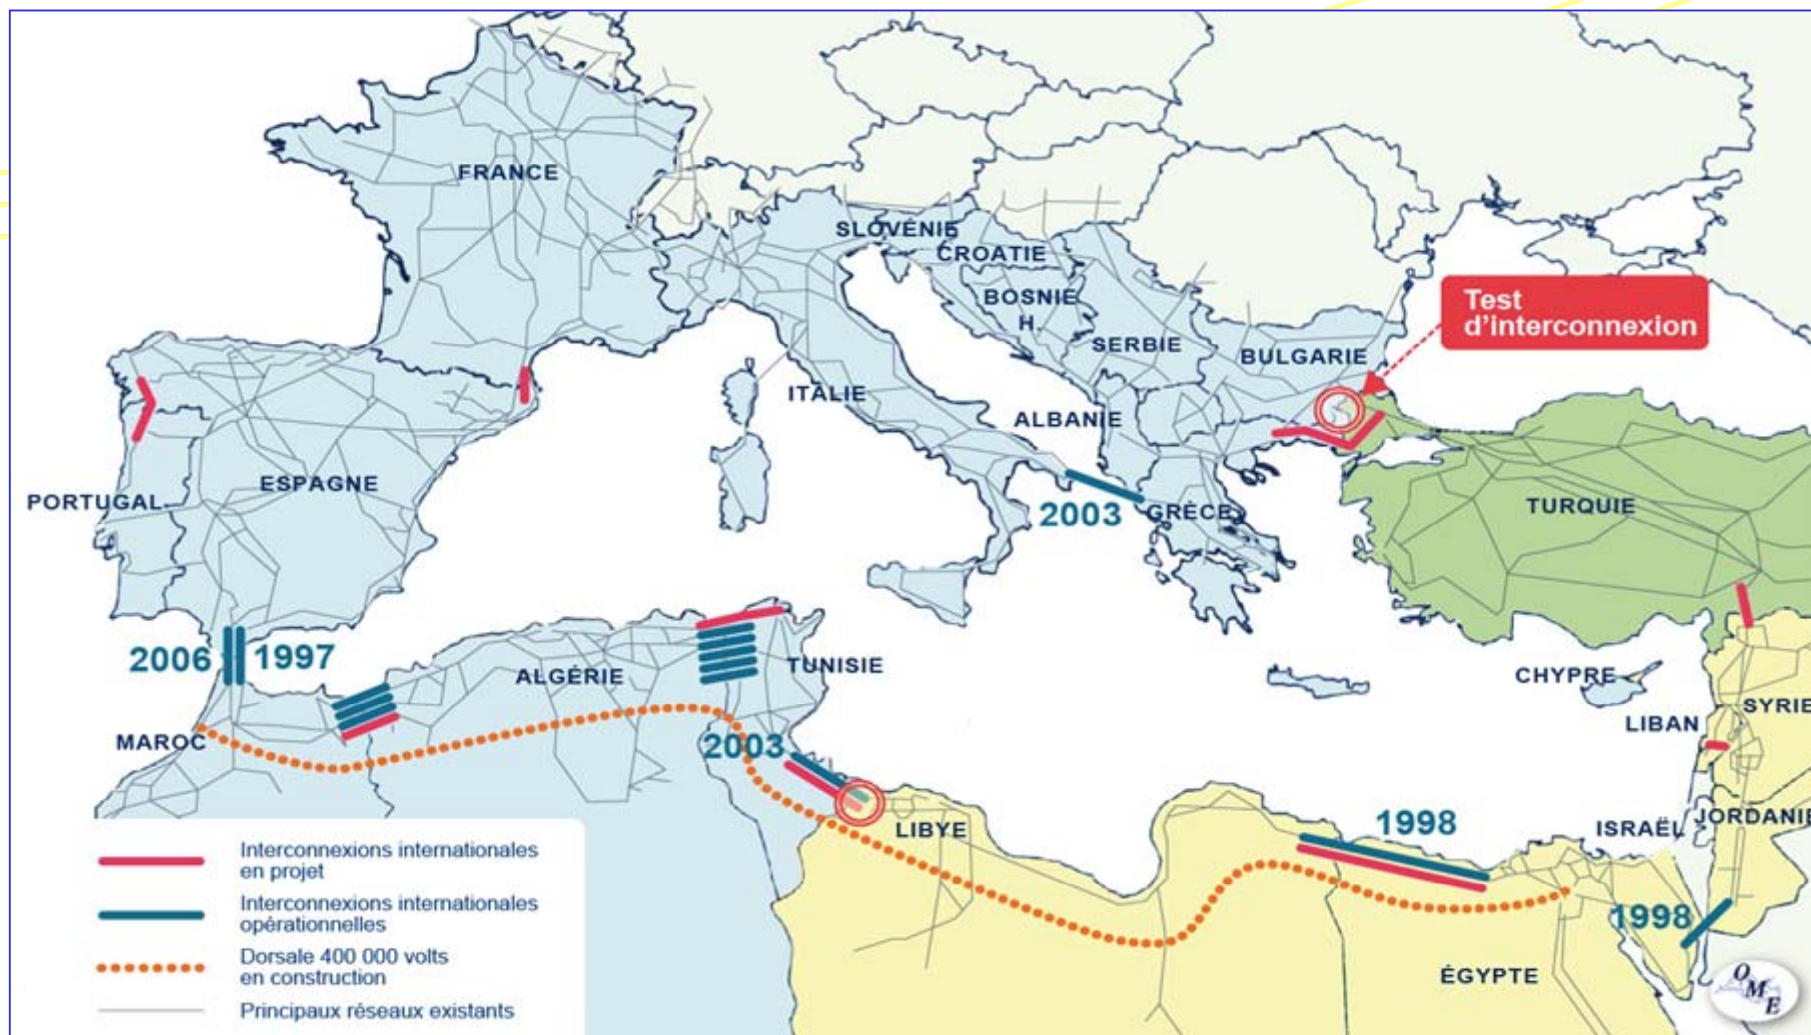 FRANCE
SLOVÉNIE
CROATIE
BOSNIE
H.
SERBIE
BULGARIE
Test
d'interconnexion
ITALIE
ALBANIE
PORTUGAL
ESPAGNE
2003
GRÈCE
TURQUIE
2006
1997
ALGÉRIE
TUNISIE
CHYPRE
SYRIE
LIBAN
MAROC
2003
LIBYE
1998
ISRAËL
JORDANIE
1998
ÉGYPTE
Interconnexions internationales
en projet
Interconnexions internationales
opérationnelles
Dorsale 400 000 volts
en construction
Principaux réseaux existants
OME